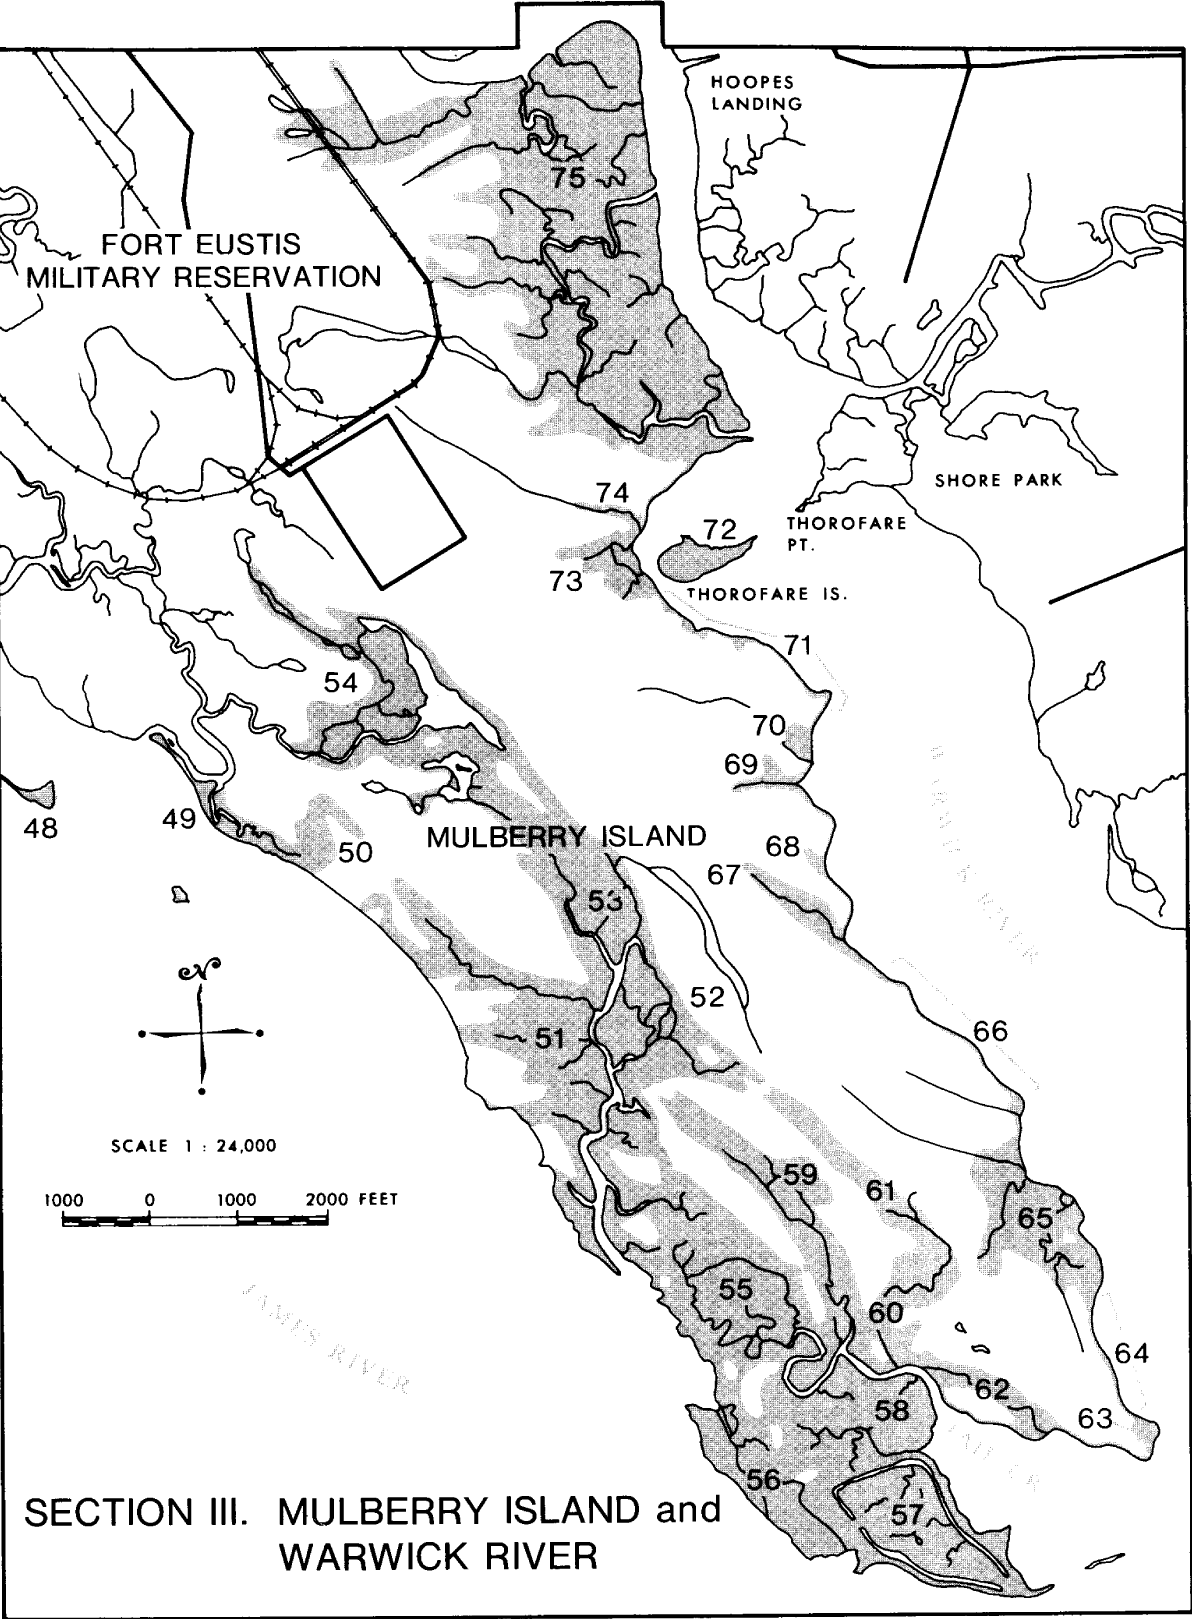 HOOPES
LANDING
75
FORT EUSTIS
MILITARY RESERVATION
SHORE PARK
74
72
THOROFARE
PT.
73
THOROFARE IS.
71
54
70
69
48
49
50
MULBERRY ISLAND
68
67
53
N
52
66
51
SCALE 1 : 24,000
59
61
1000 0 1000 2000 FEET
65
55
60
JAMES RIVER
64
62
58
63
56
57
SECTION III. MULBERRY ISLAND and
WARWICK RIVER